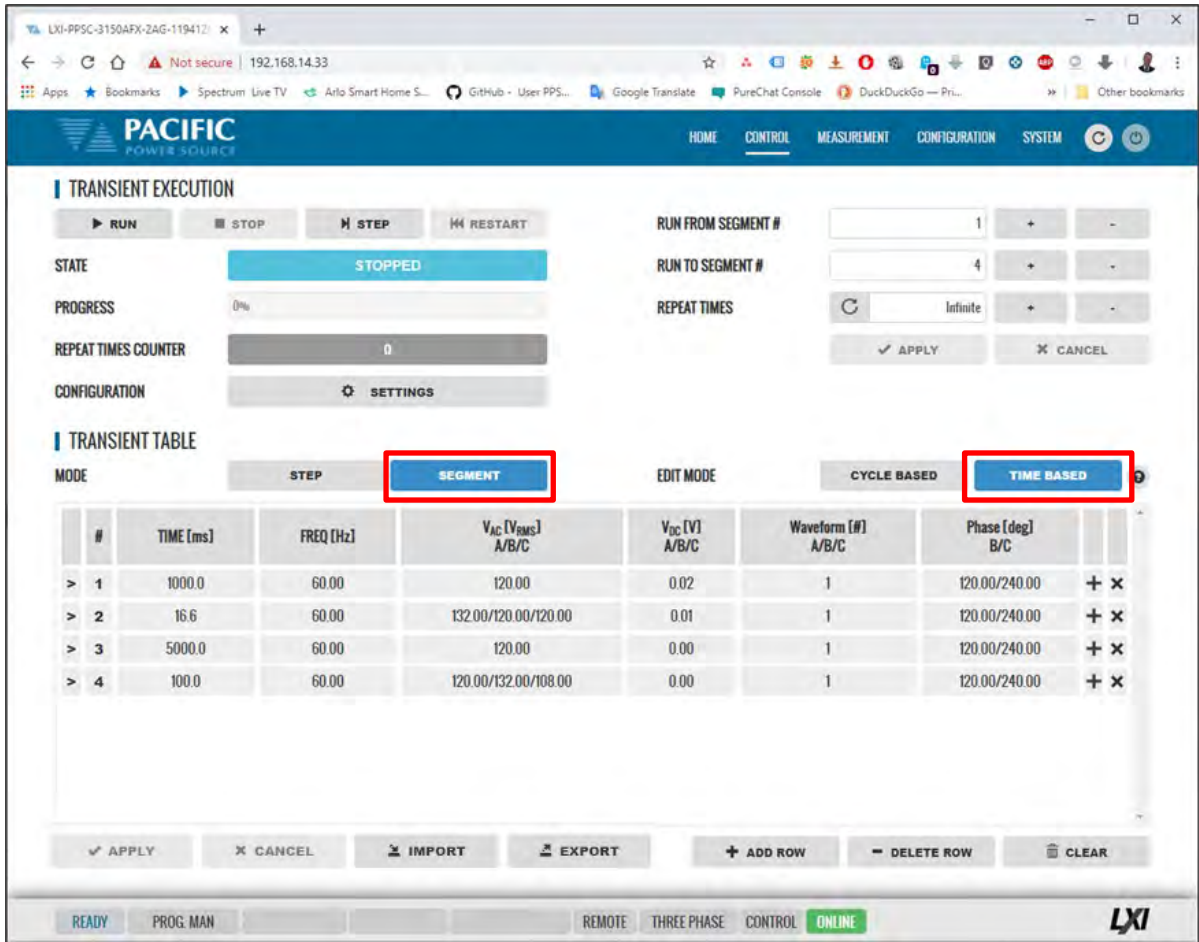 LXI-PPSC-3150AFX-2AG-119412
Not secure | 192.168.14.33
Apps Bookmarks Spectrum Live TV Arlo Smart Home S... GitHub - User PPS... Google Translate PureChat Console DuckDuckGo — Pri... » Other bookmarks
PACIFIC
POWER SOURCE
HOME CONTROL MEASUREMENT CONFIGURATION SYSTEM
TRANSIENT EXECUTION
RUN STOP STEP RESTART RUN FROM SEGMENT # 1 + -
STATE STOPPED RUN TO SEGMENT # 4 + -
PROGRESS 0% REPEAT TIMES Infinite + -
REPEAT TIMES COUNTER 0 APPLY CANCEL
CONFIGURATION SETTINGS
TRANSIENT TABLE
MODE STEP SEGMENT EDIT MODE CYCLE BASED TIME BASED
# TIME [ms] FREQ [Hz] VAC [VRMS] A/B/C VDC [V] A/B/C Waveform [#] A/B/C Phase [deg] B/C
> 1 1000.0 60.00 120.00 0.02 1 120.00/240.00
> 2 16.6 60.00 132.00/120.00/120.00 0.01 1 120.00/240.00
> 3 5000.0 60.00 120.00 0.00 1 120.00/240.00
> 4 100.0 60.00 120.00/132.00/108.00 0.00 1 120.00/240.00
APPLY CANCEL IMPORT EXPORT + ADD ROW - DELETE ROW CLEAR
READY PROG. MAN REMOTE THREE PHASE CONTROL ONLINE LXI